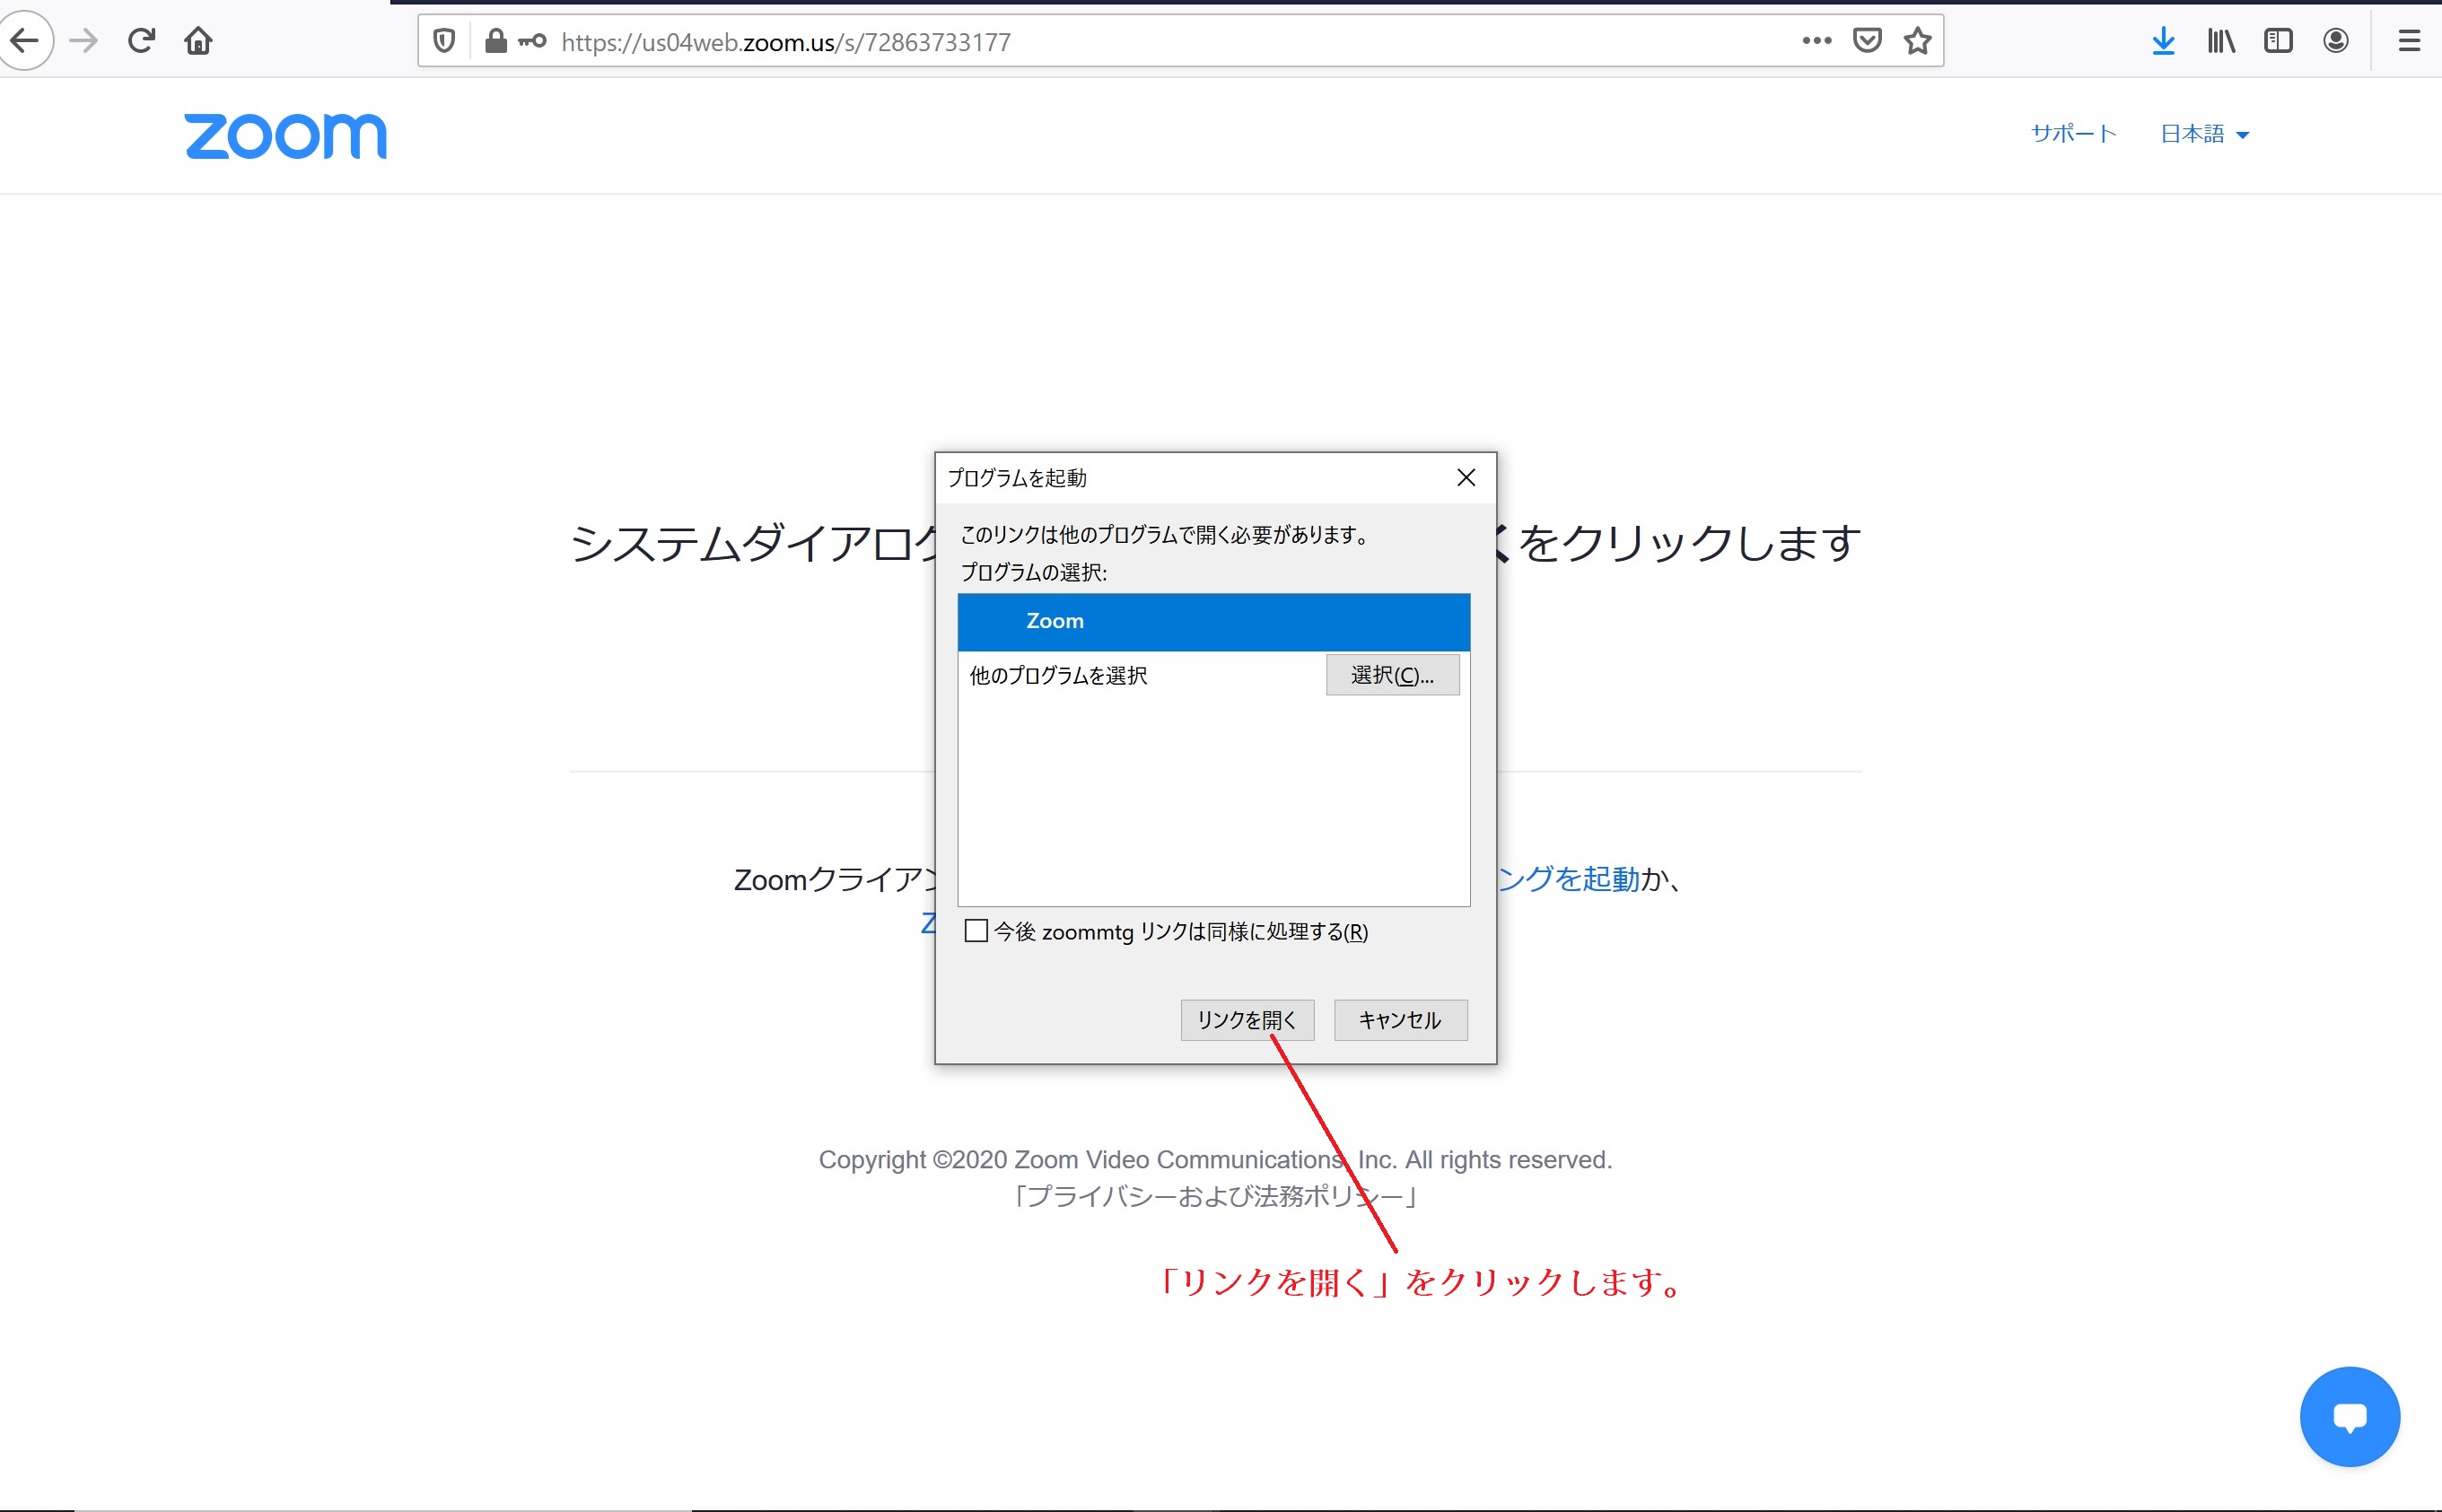 https://us04web.zoom.us/s/72863733177
zoom
サポート
日本語
プログラムを起動
このリンクは他のプログラムで開く必要があります。
プログラムの選択:
システムダイアログ
くをクリックします
Zoom
他のプログラムを選択
選択(C)...
Zoomクライアン
ングを起動か、
Z
今後 zoommtg リンクは同様に処理する(R)
リンクを開く
キャンセル
Copyright ©2020 Zoom Video Communications, Inc. All rights reserved.
「プライバシーおよび法務ポリシー」
「リンクを開く」をクリックします。